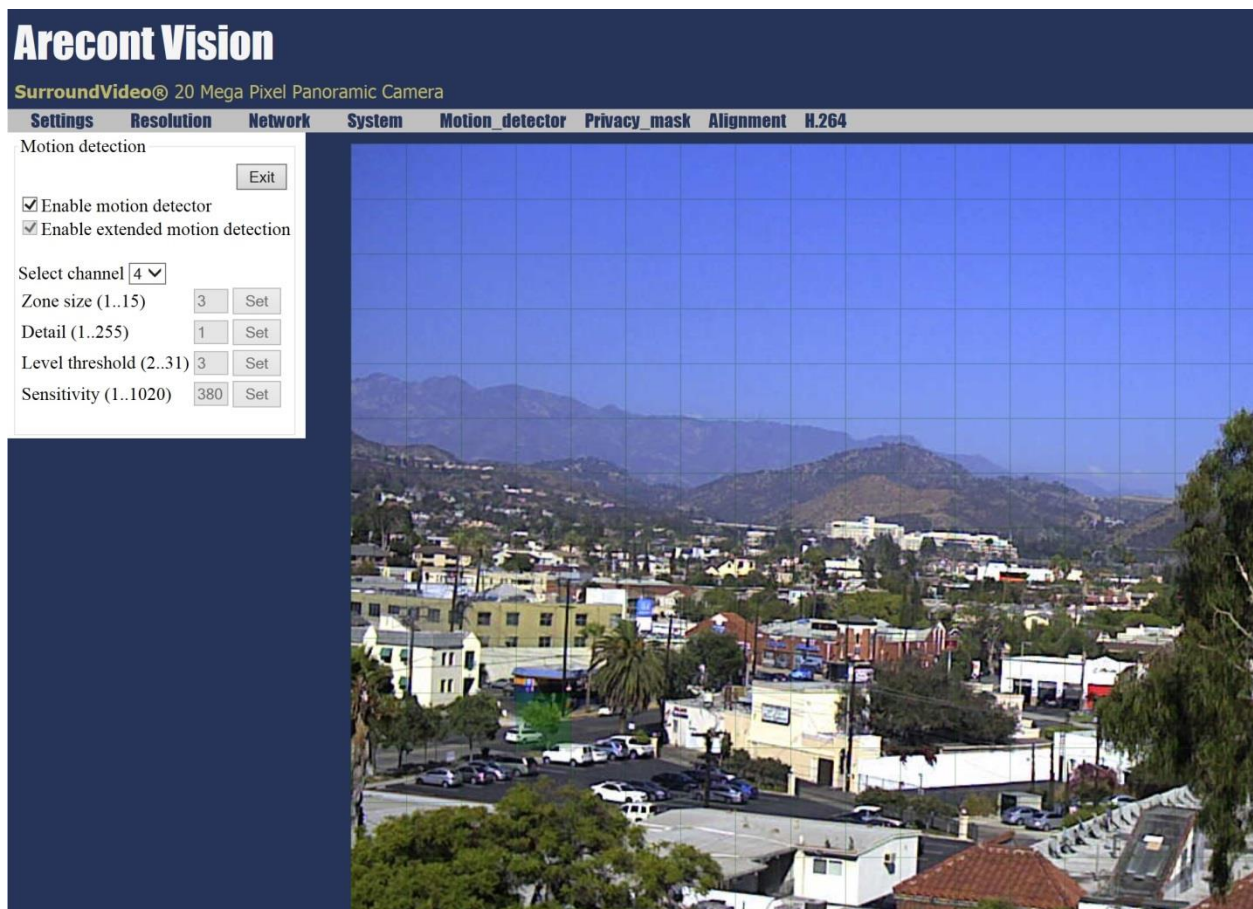 Arecont Vision
SurroundVideo® 20 Mega Pixel Panoramic Camera
Settings Resolution Network System Motion_detector Privacy_mask Alignment H.264
Motion detection
Exit
Enable motion detector
Enable extended motion detection
Select channel 4
Zone size (1..15) 3 Set
Detail (1..255) 1 Set
Level threshold (2..31) 3 Set
Sensitivity (1..1020) 380 Set